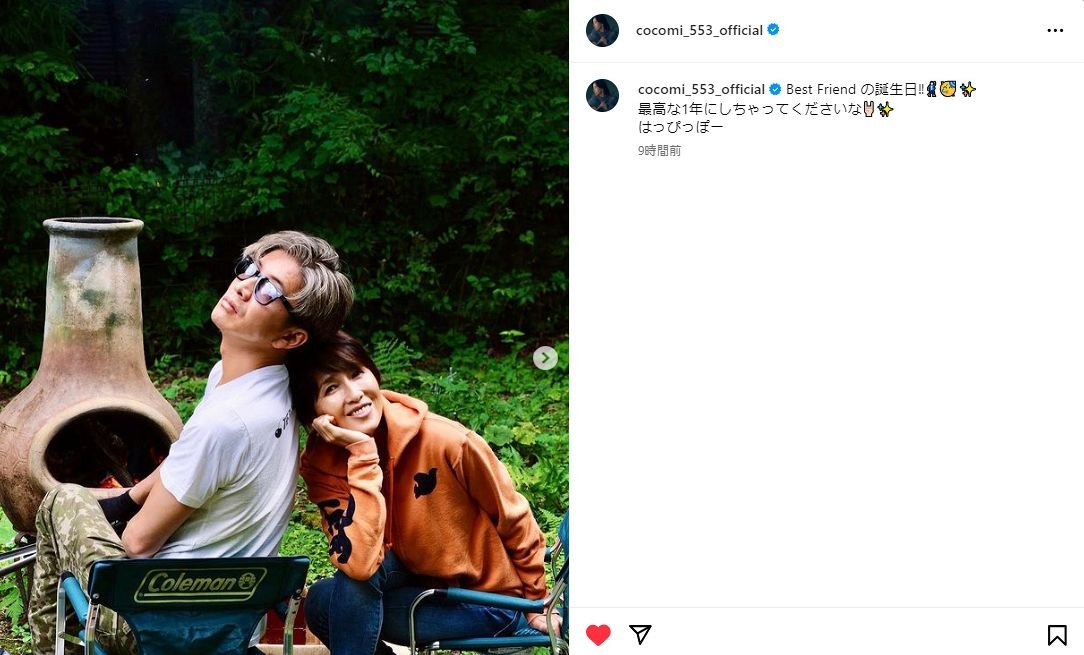 cocomi_553_official
cocomi_553_official Best Friend の誕生日‼
最高な1年にしちゃってくださいな
はっぴっぽー
9時間前
Coleman